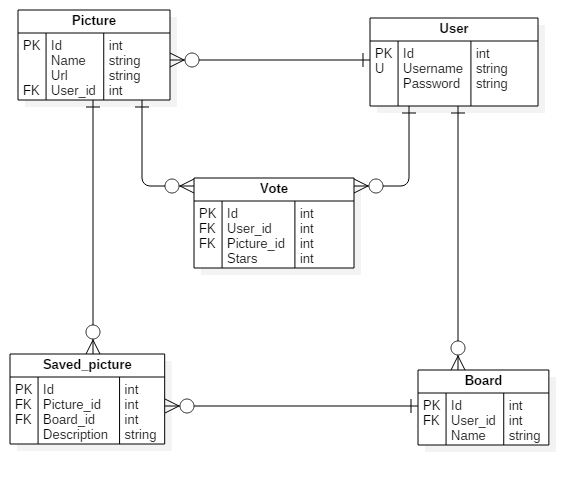 Picture
PK Id int
Name string
Url string
FK User_id int
User
PK Id int
U Username string
Password string
Vote
PK Id int
FK User_id int
FK Picture_id int
Stars int
Saved_picture
PK Id int
FK Picture_id int
FK Board_id int
Description string
Board
PK Id int
FK User_id int
Name string